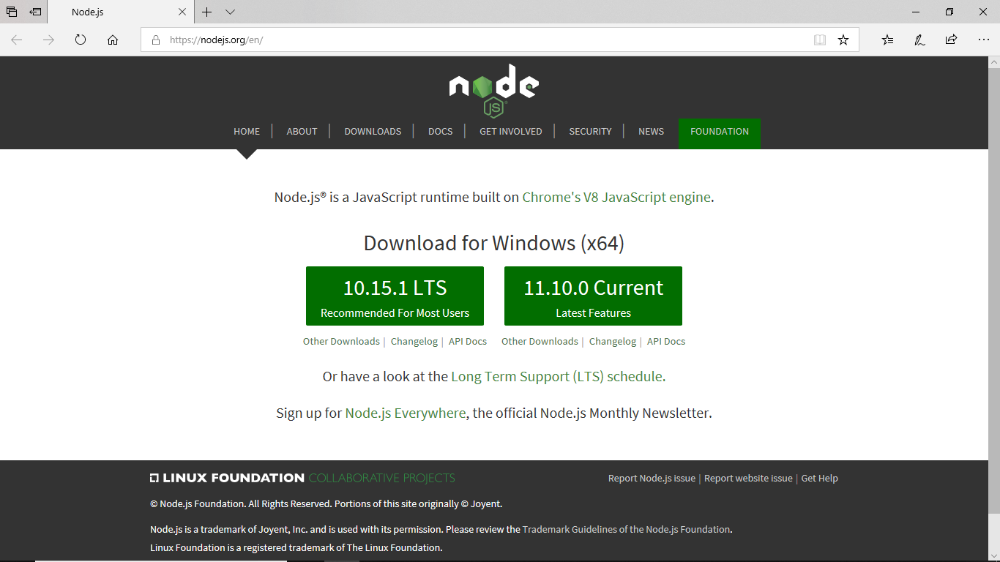 Node.js
https://nodejs.org/en/
node
JS
HOME | ABOUT | DOWNLOADS | DOCS | GET INVOLVED | SECURITY | NEWS FOUNDATION
Node.js® is a JavaScript runtime built on Chrome's V8 JavaScript engine.
Download for Windows (x64)
10.15.1 LTS
Recommended For Most Users
11.10.0 Current
Latest Features
Other Downloads | Changelog | API Docs
Other Downloads | Changelog | API Docs
Or have a look at the Long Term Support (LTS) schedule.
Sign up for Node.js Everywhere, the official Node.js Monthly Newsletter.
LINUX FOUNDATION COLLABORATIVE PROJECTS
Report Node.js issue | Report website issue | Get Help
© Node.js Foundation. All Rights Reserved. Portions of this site originally © Joyent.
Node.js is a trademark of Joyent, Inc. and is used with its permission. Please review the Trademark Guidelines of the Node.js Foundation.
Linux Foundation is a registered trademark of The Linux Foundation.